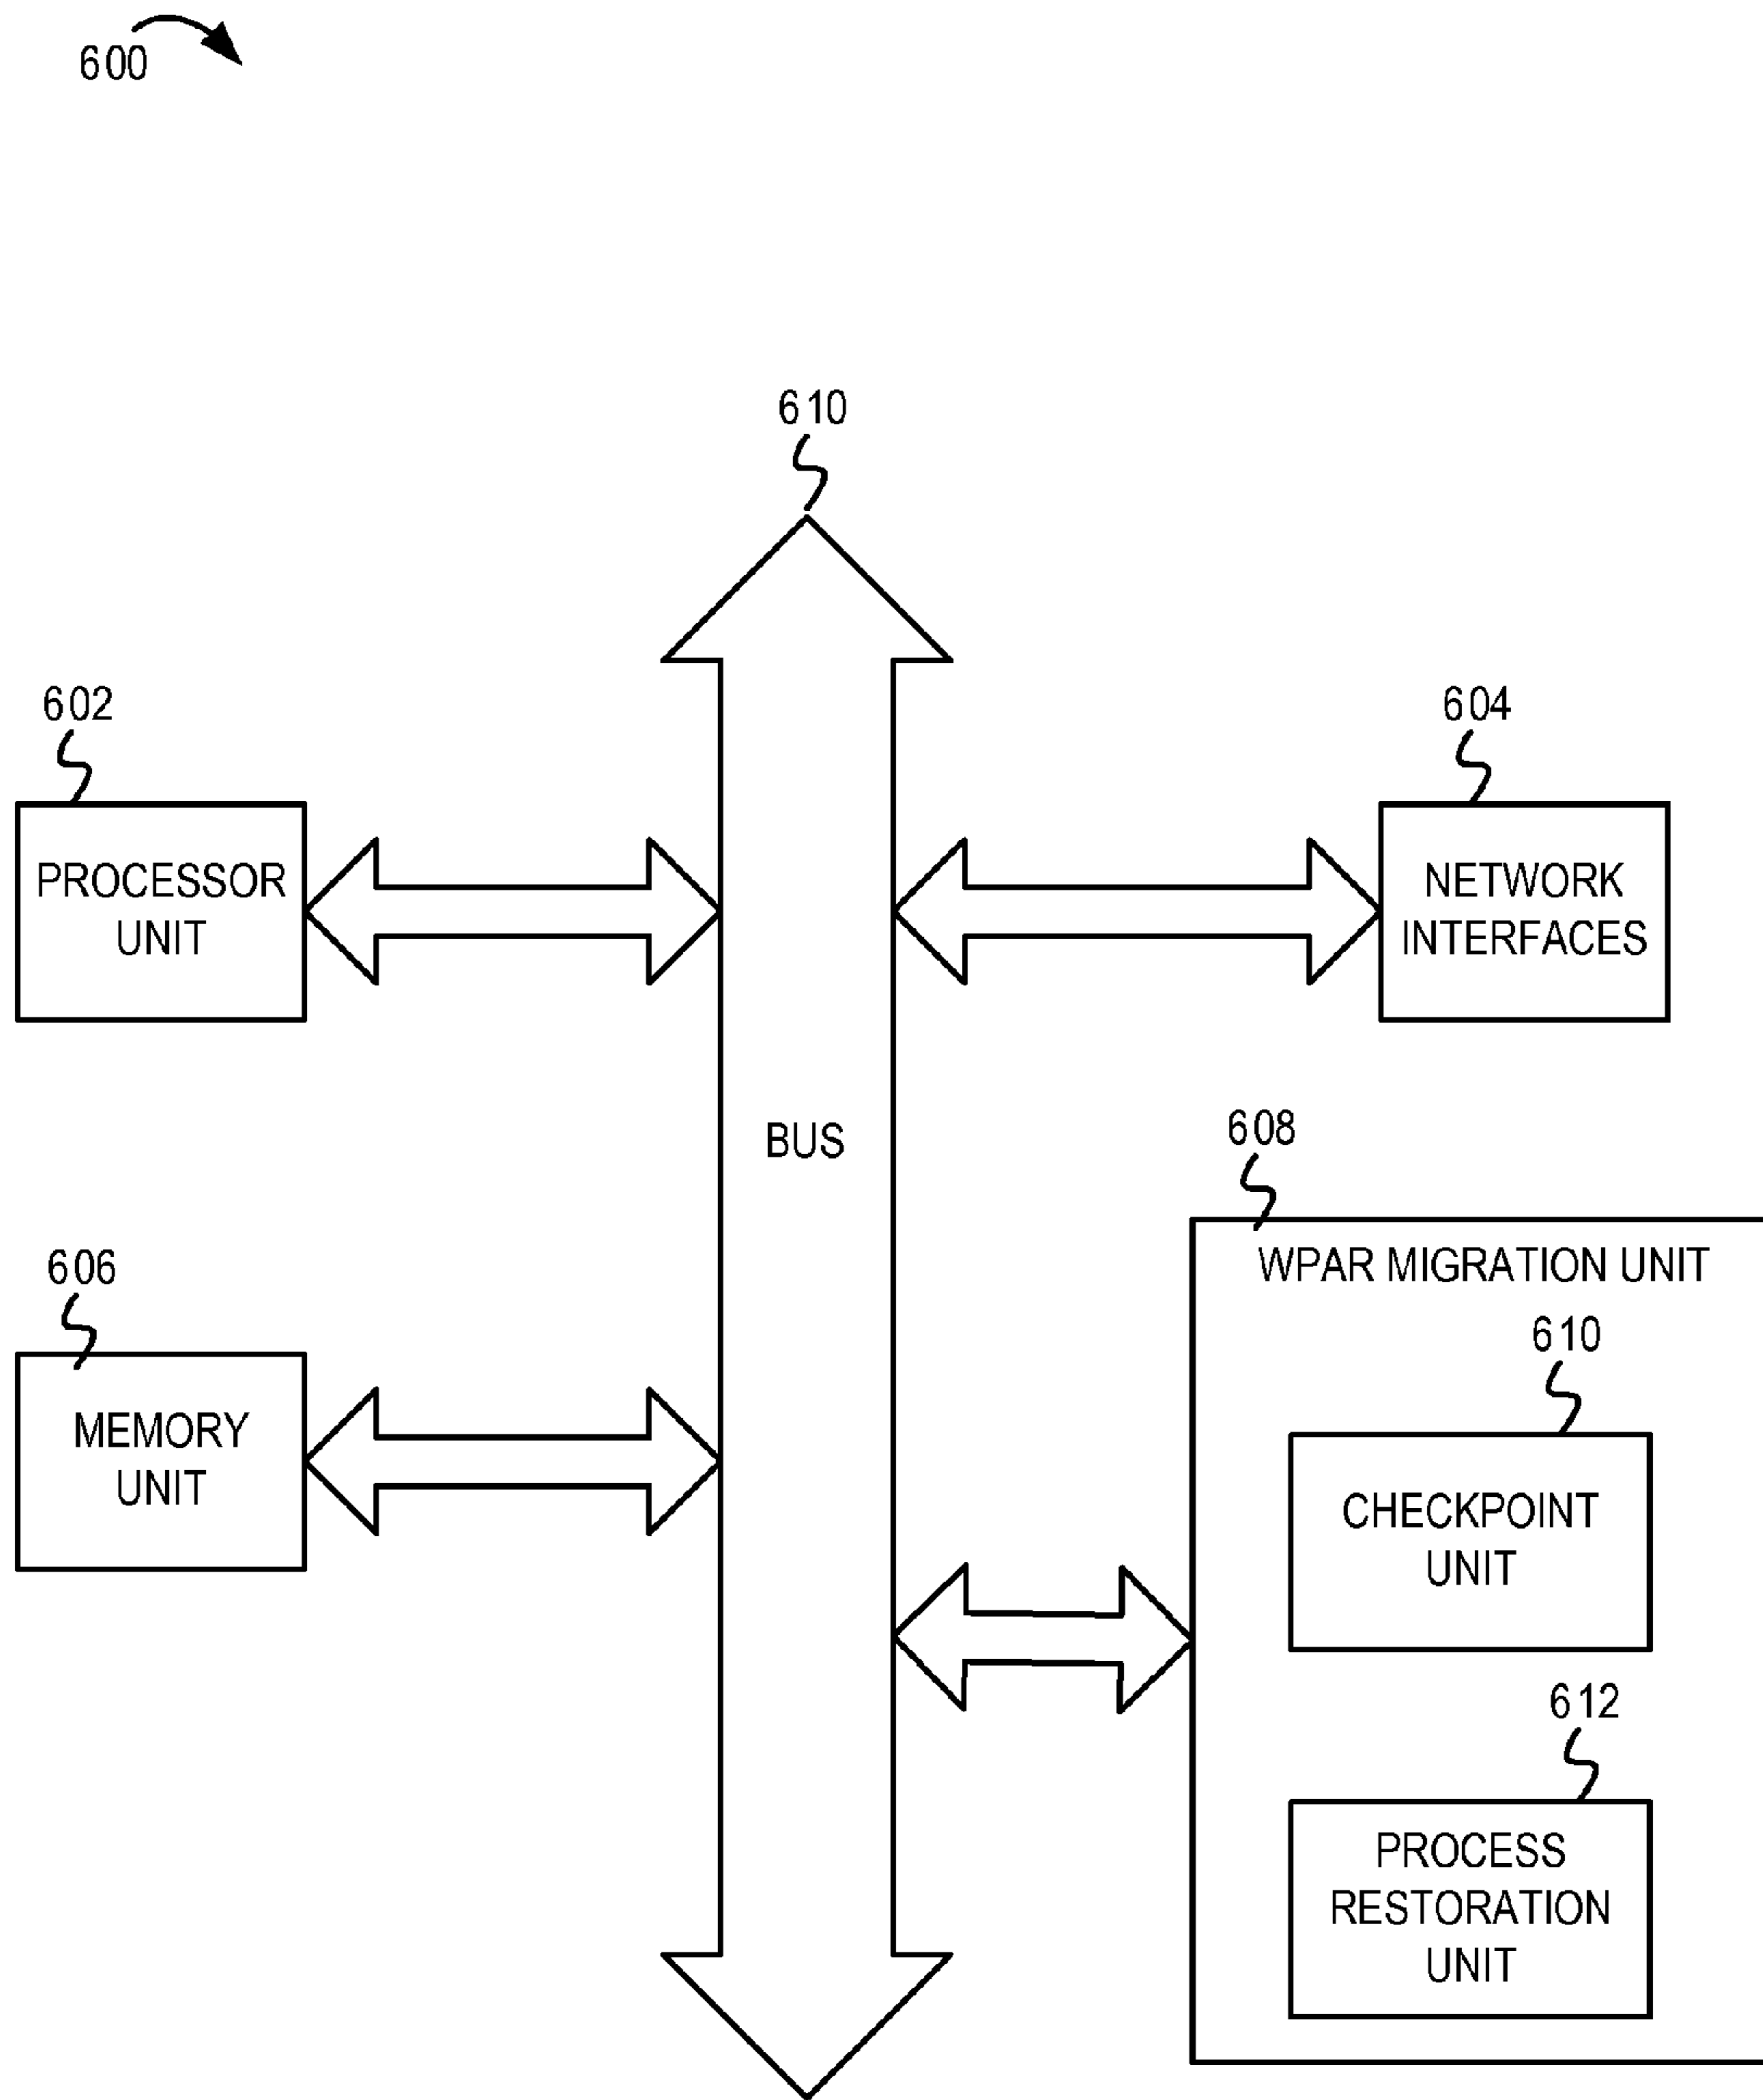 600
610
602
PROCESSOR
UNIT
604
NETWORK
INTERFACES
BUS
606
MEMORY
UNIT
608
WPAR MIGRATION UNIT
610
CHECKPOINT
UNIT
612
PROCESS
RESTORATION
UNIT